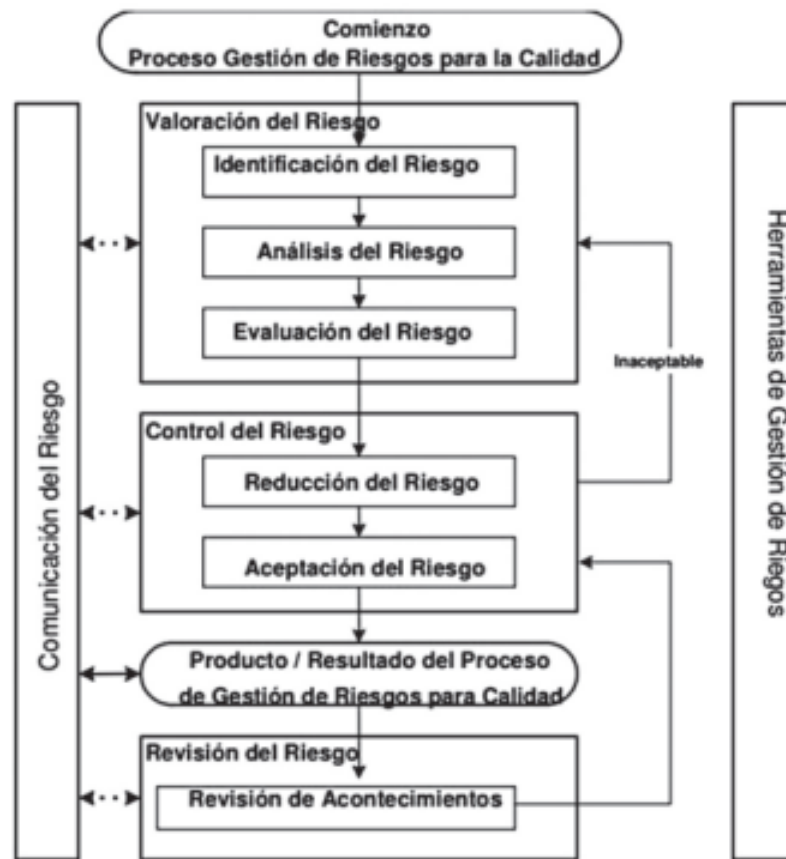 Comienzo
Proceso Gestión de Riesgos para la Calidad
Valoración del Riesgo
Identificación del Riesgo
Análisis del Riesgo
Evaluación del Riesgo
Inaceptable
Control del Riesgo
Reducción del Riesgo
Aceptación del Riesgo
Producto / Resultado del Proceso
de Gestión de Riesgos para Calidad
Revisión del Riesgo
Revisión de Acontecimientos
Comunicación del Riesgo
Herramientas de Gestión de Riegos